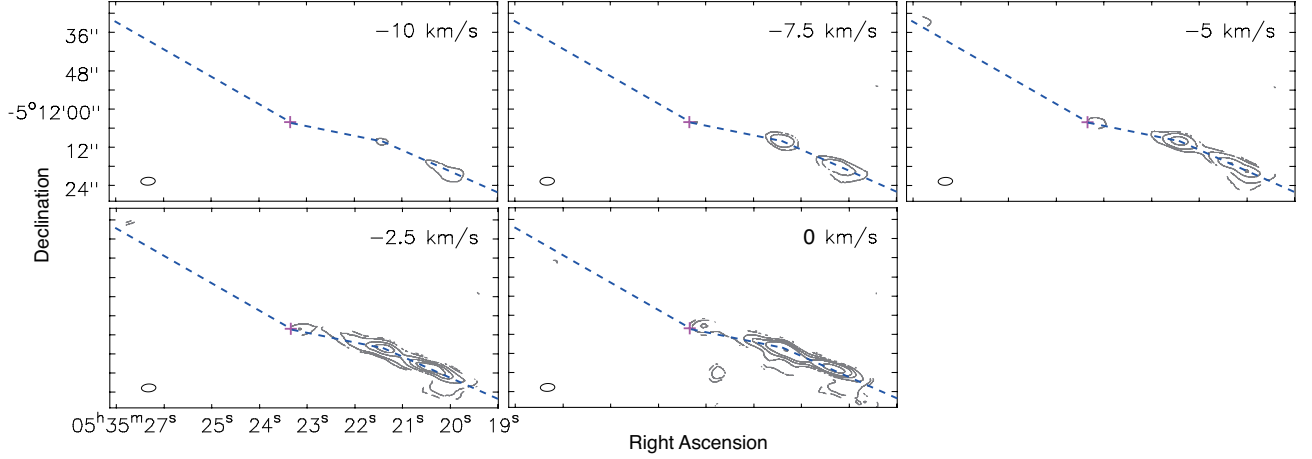 −10 km/s
−7.5 km/s
−5 km/s
36"
48"
-5°12'00"
12"
24"
Declination
−2.5 km/s
0 km/s
05ʰ35ᵐ27ˢ 25ˢ 24ˢ 23ˢ 22ˢ 21ˢ 20ˢ 19ˢ
Right Ascension